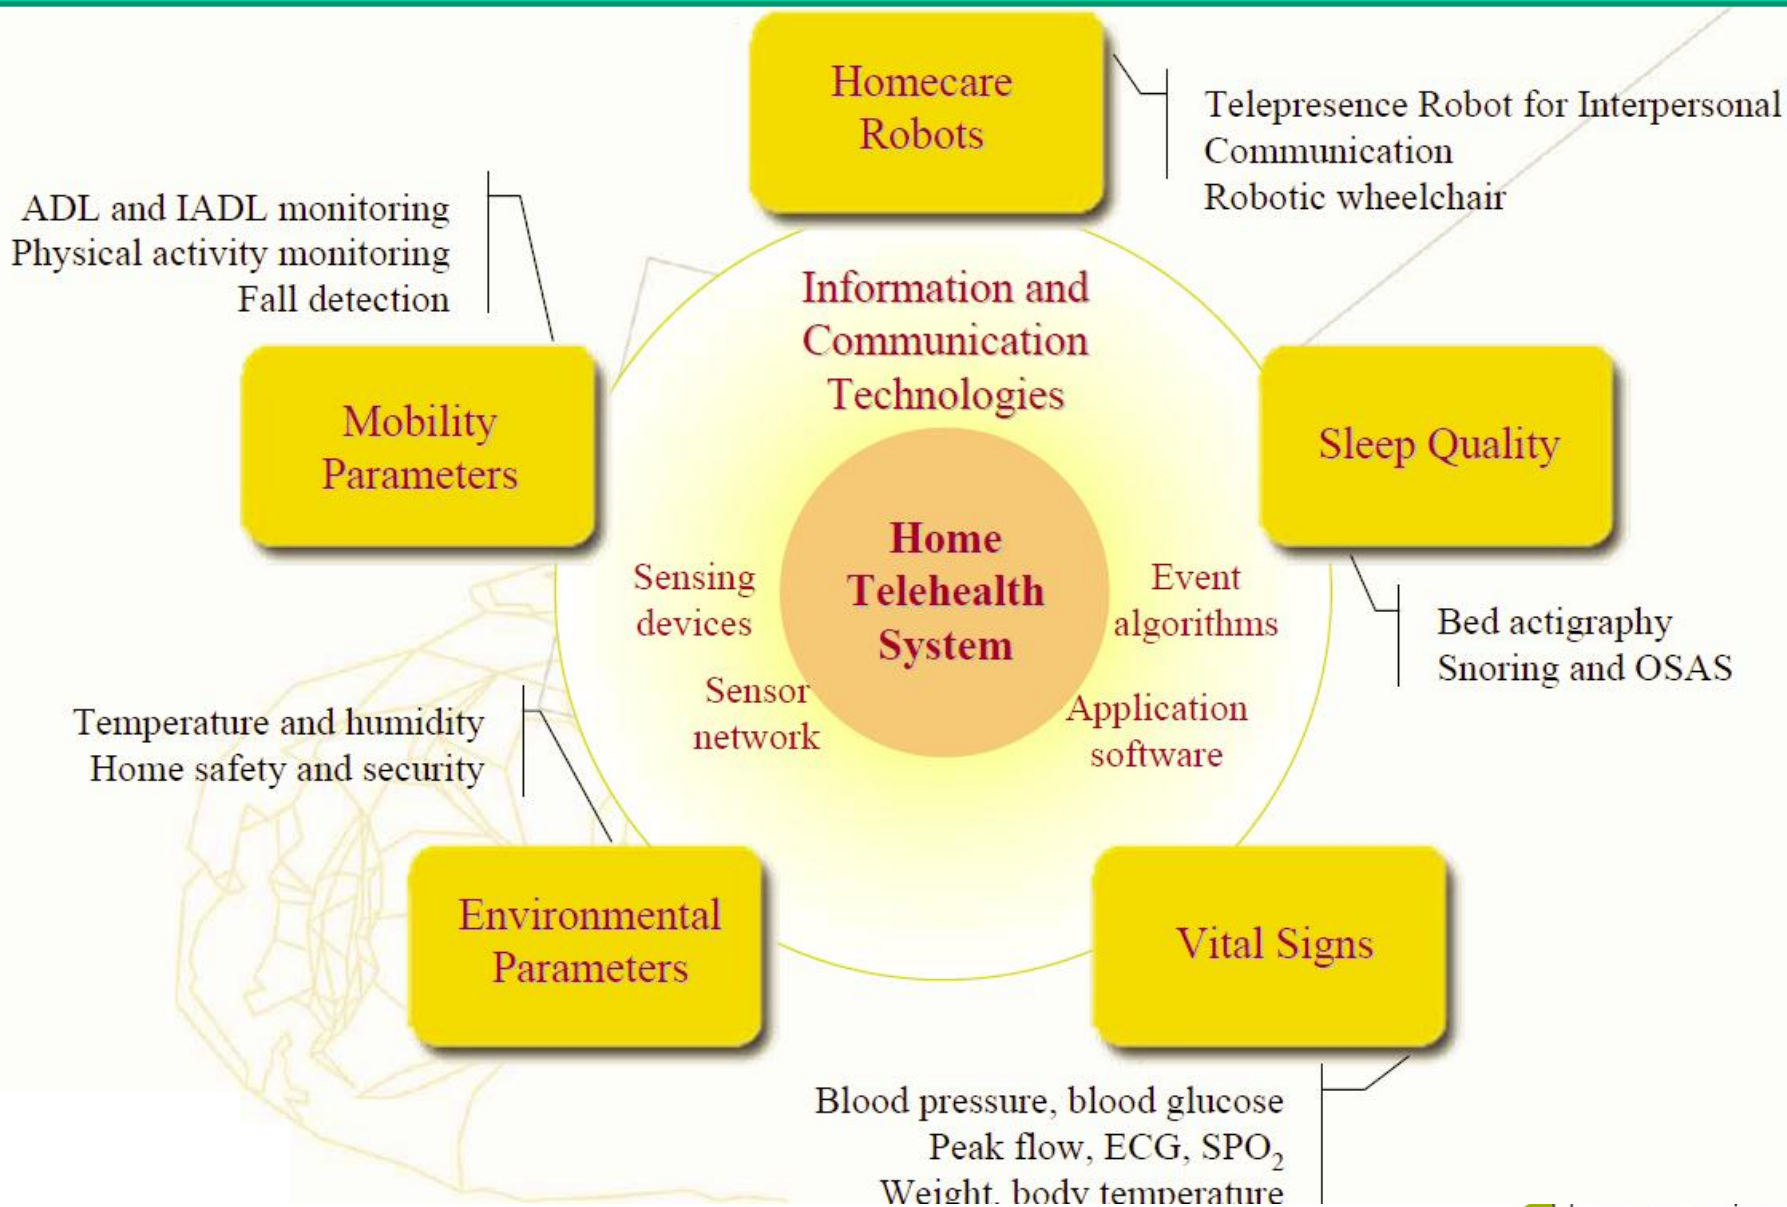 Homecare
Robots
Telepresence Robot for Interpersonal
Communication
Robotic wheelchair
ADL and IADL monitoring
Physical activity monitoring
Fall detection
Information and
Communication
Technologies
Mobility
Parameters
Sleep Quality
Home
Telehealth
System
Sensing
devices
Event
algorithms
Bed actigraphy
Snoring and OSAS
Sensor
network
Application
software
Temperature and humidity
Home safety and security
Environmental
Parameters
Vital Signs
Blood pressure, blood glucose
Peak flow, ECG, SPO₂
Weight, body temperature